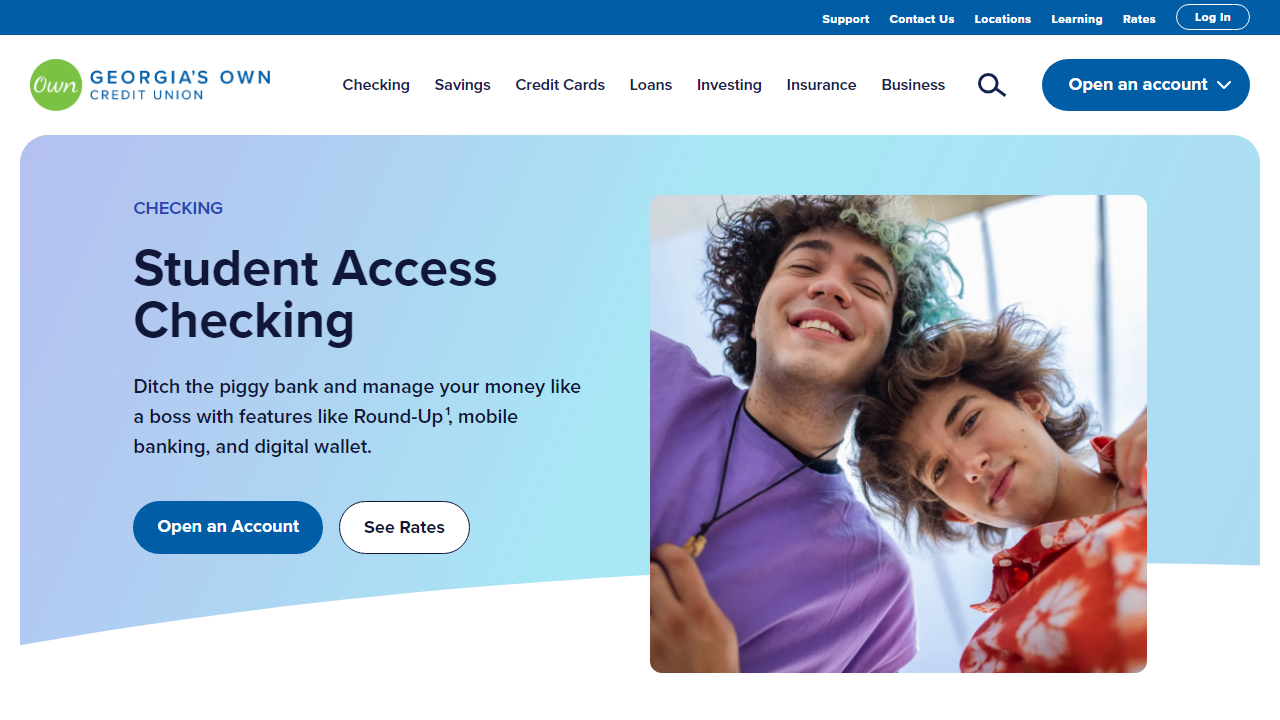 Support Contact Us Locations Learning Rates Log In
Own GEORGIA'S OWN
CREDIT UNION
Checking Savings Credit Cards Loans Investing Insurance Business Open an account
CHECKING
Student Access
Checking
Ditch the piggy bank and manage your money like
a boss with features like Round-Up¹, mobile
banking, and digital wallet.
Open an Account See Rates